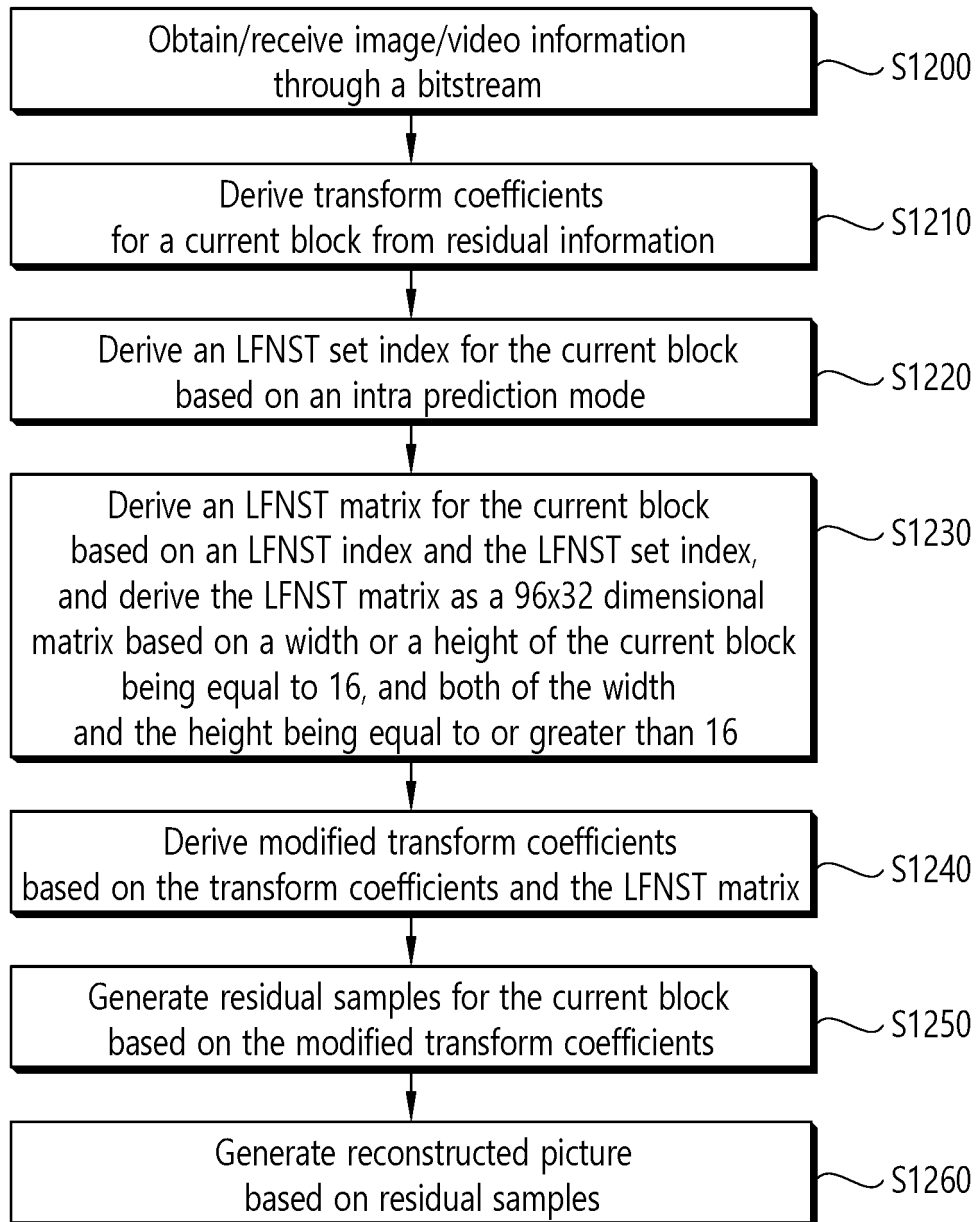 Obtain/receive image/video information
through a bitstream
S1200
Derive transform coefficients
for a current block from residual information
S1210
Derive an LFNST set index for the current block
based on an intra prediction mode
S1220
Derive an LFNST matrix for the current block
based on an LFNST index and the LFNST set index,
and derive the LFNST matrix as a 96x32 dimensional
matrix based on a width or a height of the current block
being equal to 16, and both of the width
and the height being equal to or greater than 16
S1230
Derive modified transform coefficients
based on the transform coefficients and the LFNST matrix
S1240
Generate residual samples for the current block
based on the modified transform coefficients
S1250
Generate reconstructed picture
based on residual samples
S1260